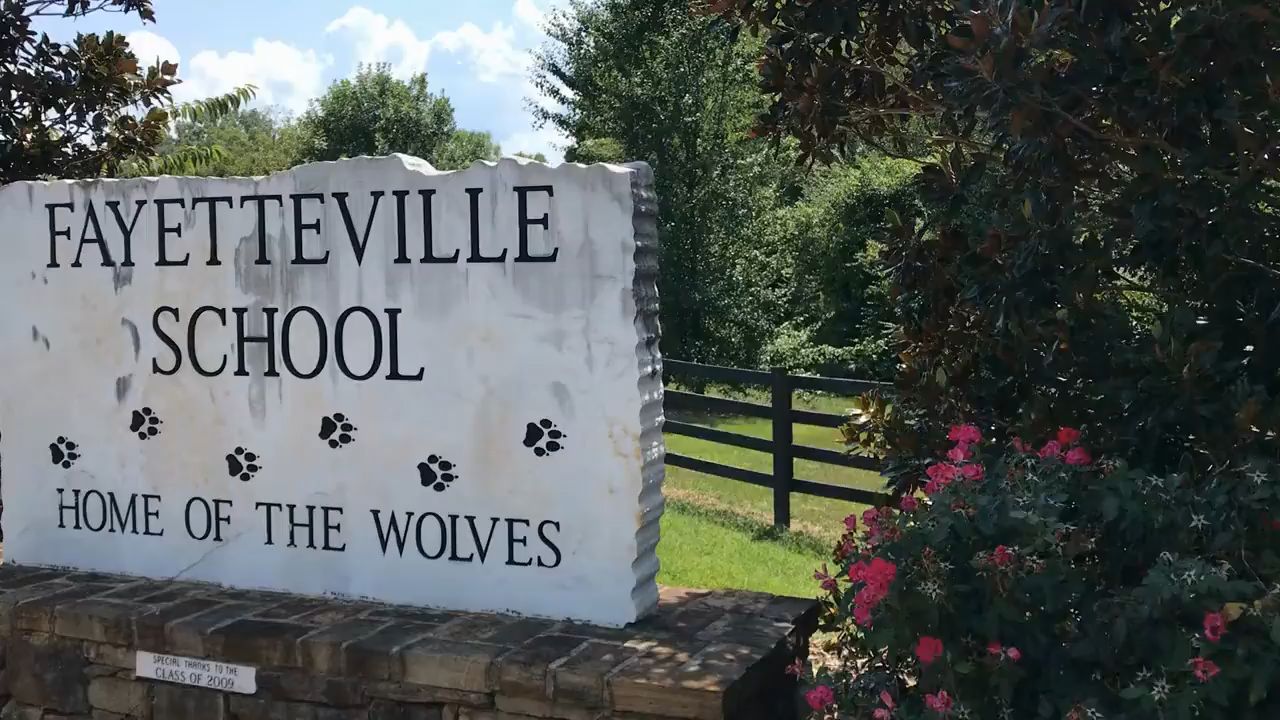 FAYETTEVILLE
SCHOOL
HOME OF THE WOLVES
SPECIAL THANKS TO THE
CLASS OF 2009